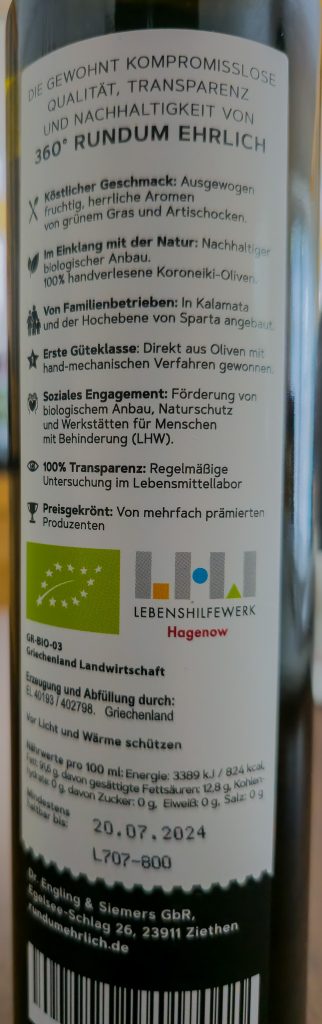 DIE GEWOHNT KOMPROMISSLOSE
QUALITÄT, TRANSPARENZ
UND NACHHALTIGKEIT VON
360° RUNDUM EHRLICH
Köstlicher Geschmack: Ausgewogen
fruchtig, herrliche Aromen
von grünem Gras und Artischocken.
Im Einklang mit der Natur: Nachhaltiger
biologischer Anbau.
100% handverlesene Koroneiki-Oliven.
Von Familienbetrieben: In Kalamata
und der Hochebene von Sparta angebaut.
Erste Güteklasse: Direkt aus Oliven mit
hand-mechanischen Verfahren gewonnen.
Soziales Engagement: Förderung von
biologischem Anbau, Naturschutz
und Werkstätten für Menschen
mit Behinderung (LHW).
100% Transparenz: Regelmäßige
Untersuchung im Lebensmittellabor
Preisgekrönt: Von mehrfach prämierten
Produzenten
LHW
LEBENSHILFEWERK
Hagenow
GR-BIO-03
Griechenland Landwirtschaft
Erzeugung und Abfüllung durch:
EL 40193 / 402798. Griechenland
Vor Licht und Wärme schützen
Nährwerte pro 100 ml: Energie: 3389 kJ / 824 kcal,
Fett: 91,6 g, davon gesättigte Fettsäuren: 12,8 g, Kohlen-
hydrate: 0 g, davon Zucker: 0 g, Eiweiß: 0 g, Salz: 0 g
Mindestens
haltbar bis:
20.07.2024
L707-800
Dr. Engling & Siemers GbR,
Egelsee-Schlag 26, 23911 Ziethen
rundumehrlich.de